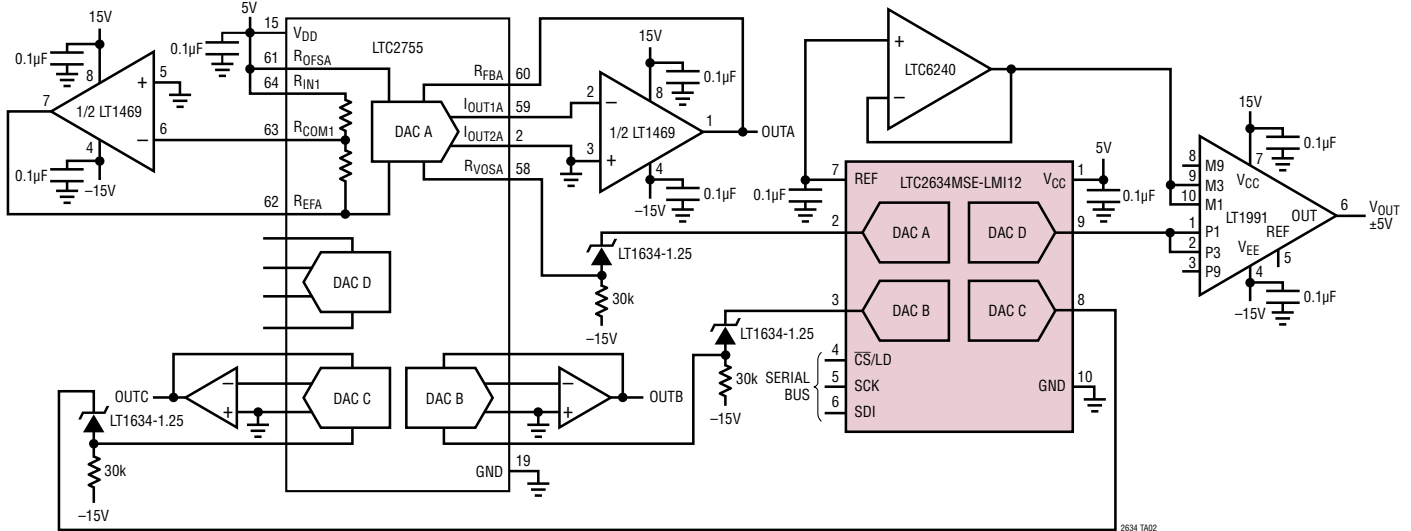 15V
0.1µF
8
5
7
1/2 LT1469
6
4
0.1µF
–15V
5V
0.1µF
15
61
64
63
62
VDD
ROFSA
RIN1
RCOM1
REFA
LTC2755
DAC A
RFBA
IOUT1A
IOUT2A
RVOSA
60
59
2
58
15V
0.1µF
8
2
1/2 LT1469
1
OUTA
3
4
0.1µF
–15V
LTC6240
DAC D
OUTC
DAC C
LT1634-1.25
30k
–15V
DAC B
OUTB
GND
19
LT1634-1.25
30k
–15V
LT1634-1.25
30k
–15V
0.1µF
7
REF
LTC2634MSE-LMI12
VCC
1
5V
0.1µF
2
DAC A
DAC D
9
3
DAC B
DAC C
8
4
CS/LD
SERIAL
BUS
5
SCK
6
SDI
GND
10
15V
0.1µF
7
8
M9
9
M3
10
M1
VCC
LT1991
1
P1
2
P3
3
P9
OUT
REF
VEE
6
VOUT
±5V
5
4
0.1µF
–15V
2634 TA02